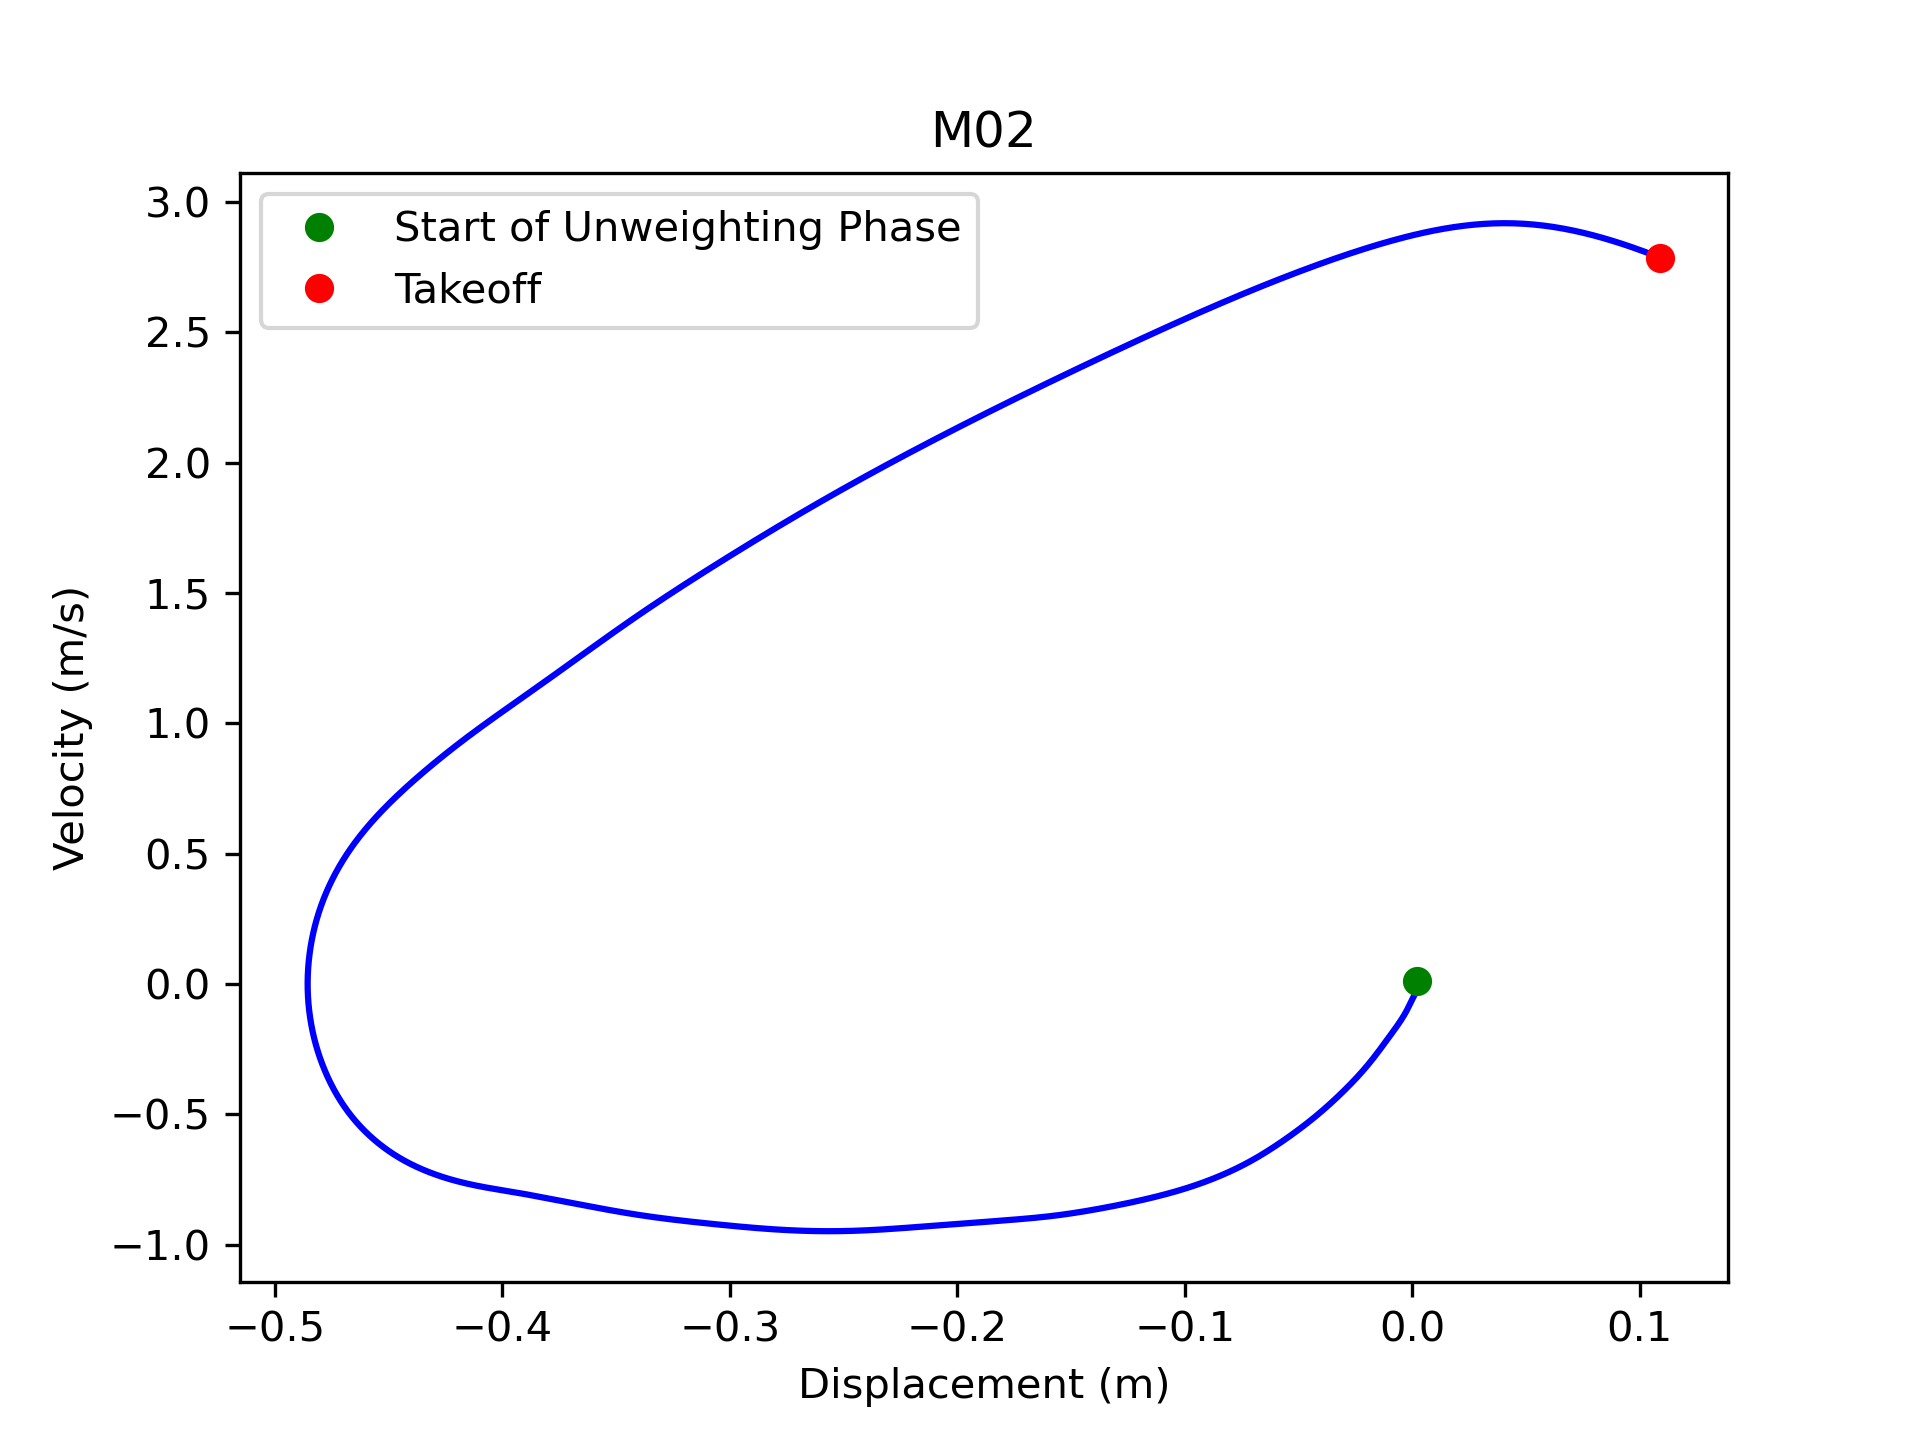 M02
Start of Unweighting Phase
Takeoff
3.0
2.5
2.0
1.5
1.0
0.5
0.0
−0.5
−1.0
Velocity (m/s)
−0.5 −0.4 −0.3 −0.2 −0.1 0.0 0.1
Displacement (m)